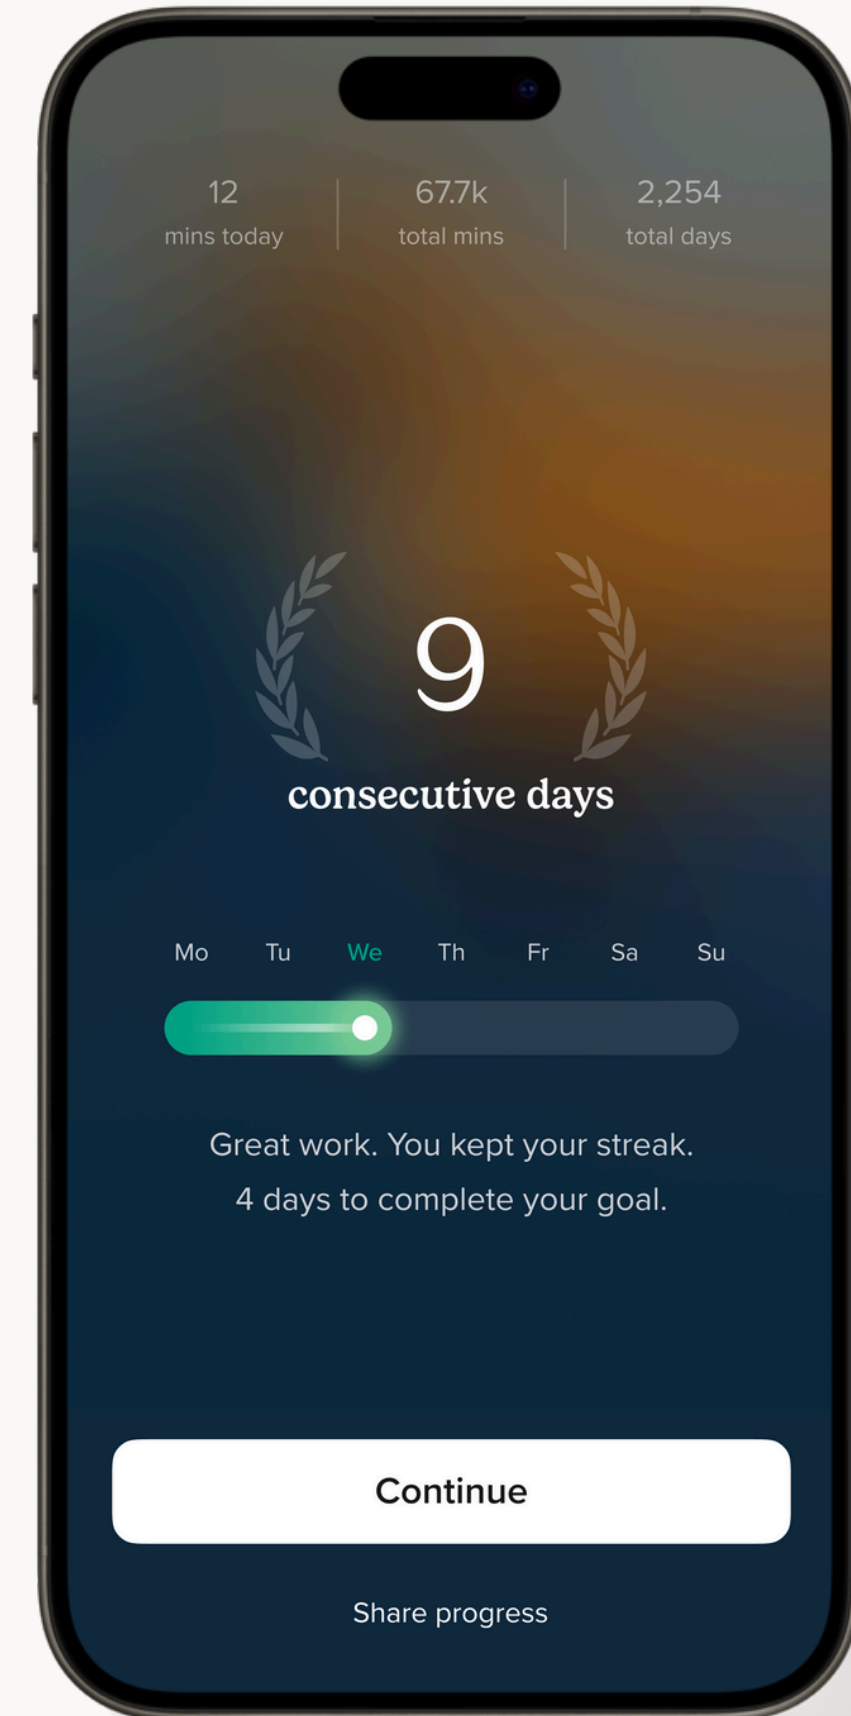 12 67.7k 2,254
mins today total mins total days
9
consecutive days
Mo Tu We Th Fr Sa Su
Great work. You kept your streak.
4 days to complete your goal.
Continue
Share progress